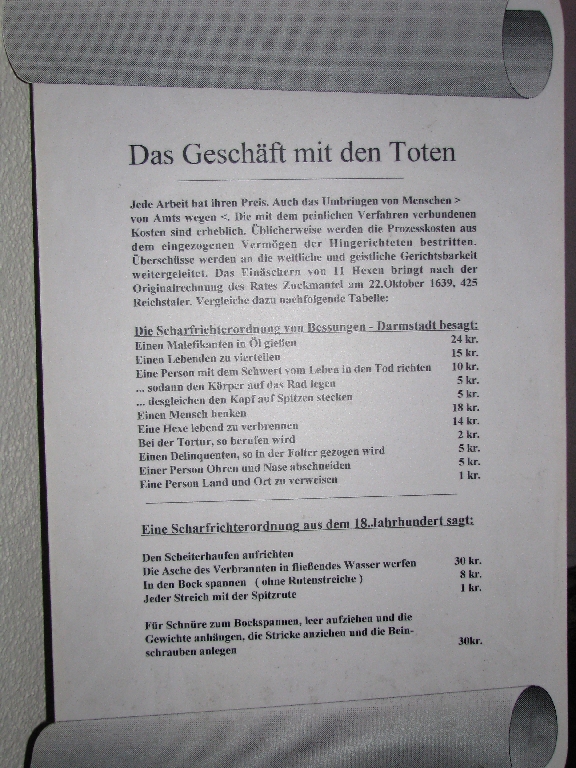 Das Geschäft mit den Toten
Jede Arbeit hat ihren Preis. Auch das Umbringen von Menschen >
von Amts wegen <. Die mit dem peinlichen Verfahren verbundenen
Kosten sind erheblich. Üblicherweise werden die Prozesskosten aus
dem eingezogenen Vermögen der Hingerichteten bestritten.
Überschüsse werden an die weltliche und geistliche Gerichtsbarkeit
weitergeleitet. Das Einäschern von 11 Hexen bringt nach der
Originalrechnung des Rates Zuckmantel am 22.Oktober 1639, 425
Reichstaler. Vergleiche dazu nachfolgende Tabelle:
Die Scharfrichterordnung von Bessungen - Darmstadt besagt:
Einen Malefikanten in Öl gießen 24 kr.
Einen Lebenden zu vierteilen 15 kr.
Eine Person mit dem Schwert vom Leben in den Tod richten 10 kr.
... sodann den Körper auf das Rad legen 5 kr.
... desgleichen den Kopf auf Spitzen stecken 5 kr.
Einen Mensch henken 18 kr.
Eine Hexe lebend zu verbrennen 14 kr.
Bei der Tortur, so berufen wird 2 kr.
Einen Delinquenten, so in der Folter gezogen wird 5 kr.
Einer Person Ohren und Nase abschneiden 5 kr.
Eine Person Land und Ort zu verweisen 1 kr.
Eine Scharfrichterordnung aus dem 18.Jahrhundert sagt:
Den Scheiterhaufen aufrichten
Die Asche des Verbrannten in fließendes Wasser werfen 30 kr.
In den Bock spannen ( ohne Rutenstreiche ) 8 kr.
Jeder Streich mit der Spitzrute 1 kr.
Für Schnüre zum Bockspannen, leer aufziehen und die
Gewichte anhängen, die Stricke anziehen und die Bein-
schrauben anlegen 30kr.